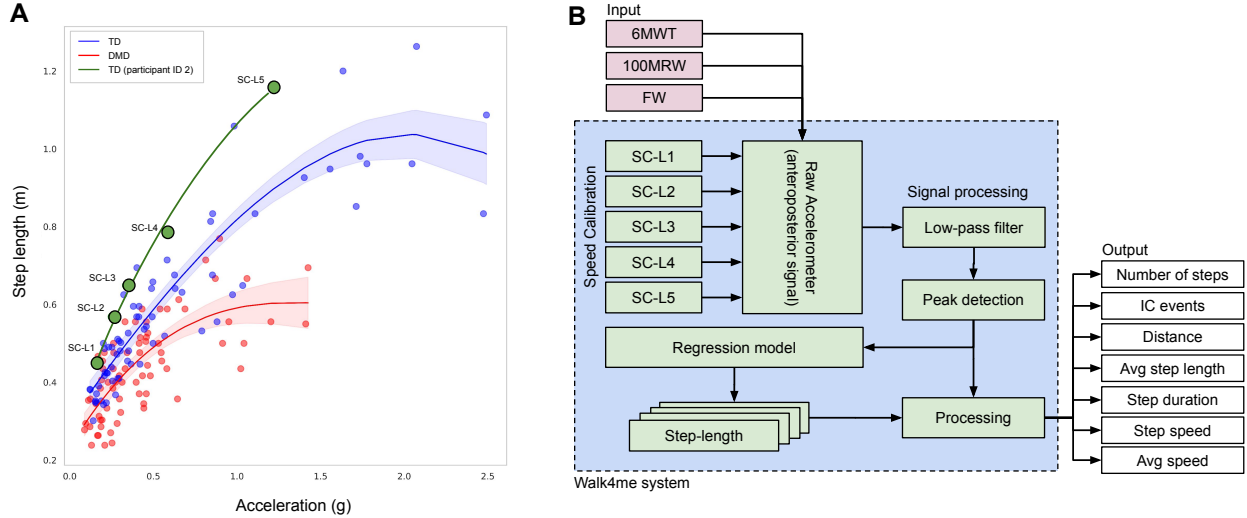 A
TD
DMD
TD (participant ID 2)
Step length (m)
1.2
1.0
0.8
0.6
0.4
0.2
SC-L5
SC-L4
SC-L3
SC-L2
SC-L1
0.0
0.5
1.0
1.5
2.0
2.5
Acceleration (g)
B
Input
6MWT
100MRW
FW
Speed Calibration
SC-L1
SC-L2
SC-L3
SC-L4
SC-L5
Raw Accelerometer
(anteroposterior signal)
Signal processing
Low-pass filter
Peak detection
Regression model
Step-length
Processing
Walk4me system
Output
Number of steps
IC events
Distance
Avg step length
Step duration
Step speed
Avg speed